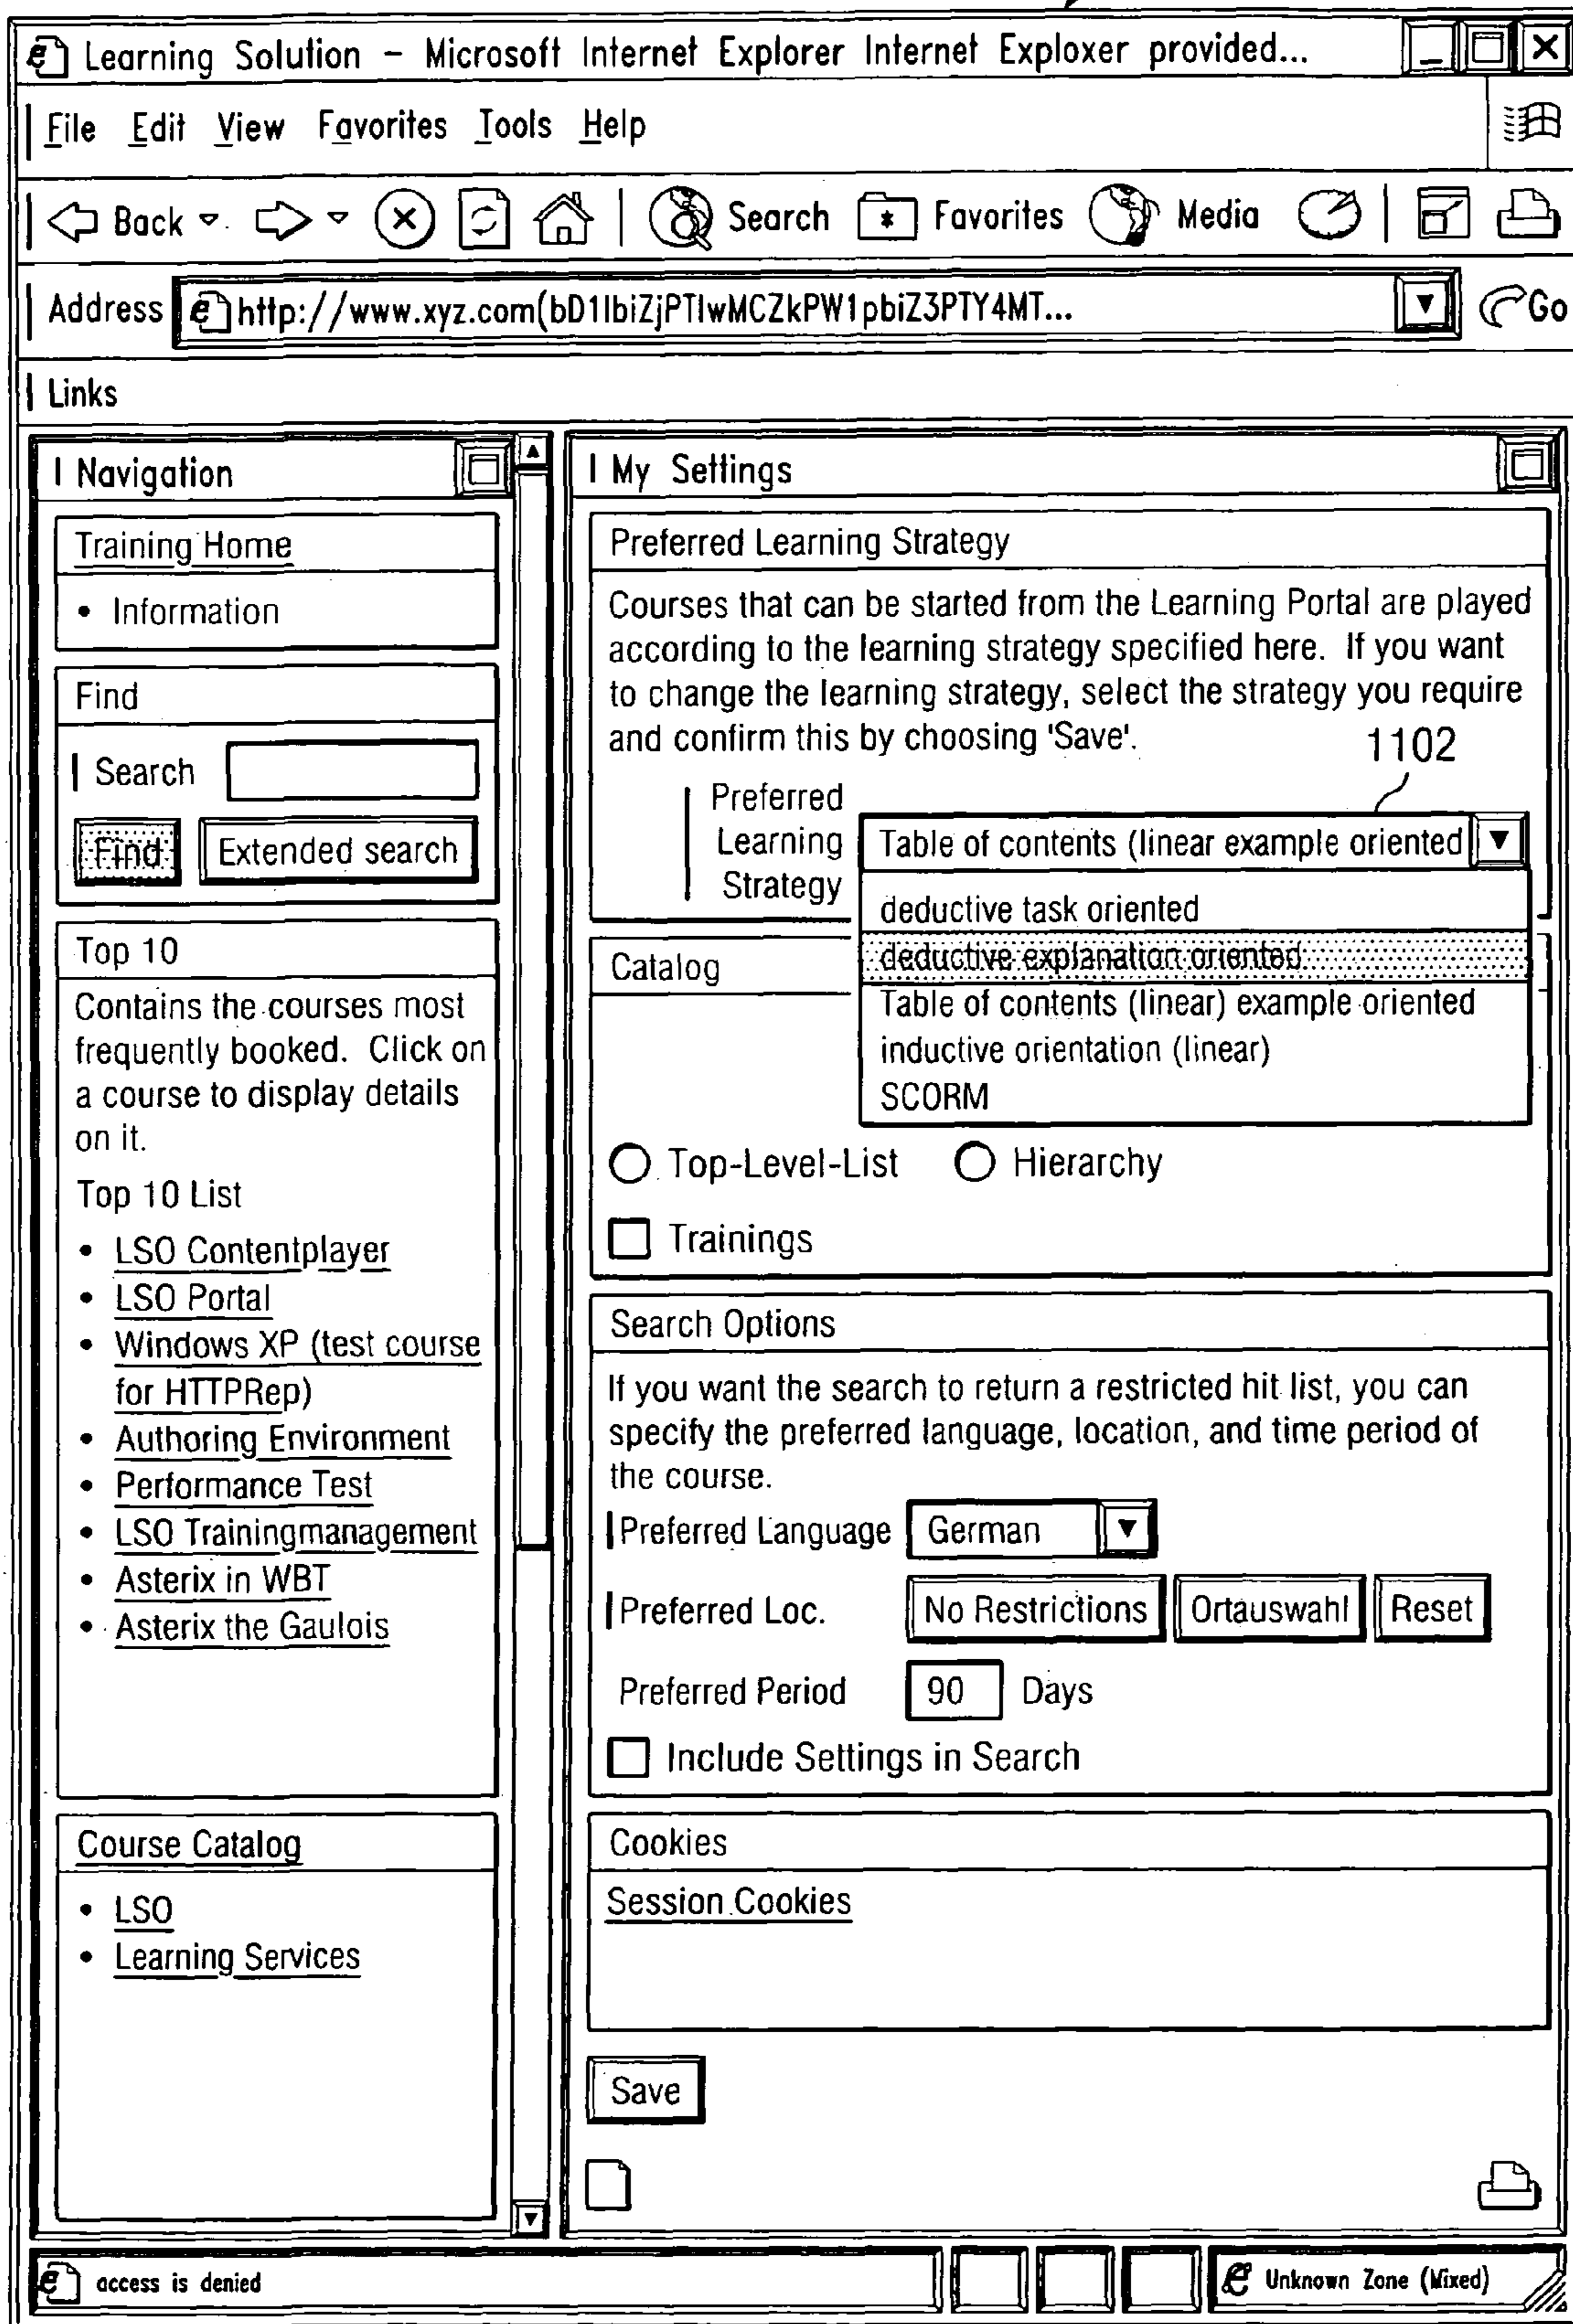 Learning Solution – Microsoft Internet Explorer Internet Exploxer provided...
File Edit View Favorites Tools Help
Back Search Favorites Media
Address http://www.xyz.com(bD1lbiZjPTIwMCZkPW1pbiZ3PTY4MT... Go
Links
Navigation
Training Home
• Information
Find
Search
Find Extended search
Top 10
Contains the courses most
frequently booked. Click on
a course to display details
on it.
Top 10 List
• LSO Contentplayer
• LSO Portal
• Windows XP (test course
for HTTPRep)
• Authoring Environment
• Performance Test
• LSO Trainingmanagement
• Asterix in WBT
• Asterix the Gaulois
Course Catalog
• LSO
• Learning Services
My Settings
Preferred Learning Strategy
Courses that can be started from the Learning Portal are played
according to the learning strategy specified here. If you want
to change the learning strategy, select the strategy you require
and confirm this by choosing 'Save'.
1102
Preferred
Learning
Strategy
Table of contents (linear example oriented
deductive task oriented
deductive explanation oriented
Table of contents (linear) example oriented
inductive orientation (linear)
SCORM
Catalog
Top-Level-List Hierarchy
Trainings
Search Options
If you want the search to return a restricted hit list, you can
specify the preferred language, location, and time period of
the course.
Preferred Language German
Preferred Loc. No Restrictions Ortauswahl Reset
Preferred Period 90 Days
Include Settings in Search
Cookies
Session Cookies
Save
access is denied
Unknown Zone (Mixed)